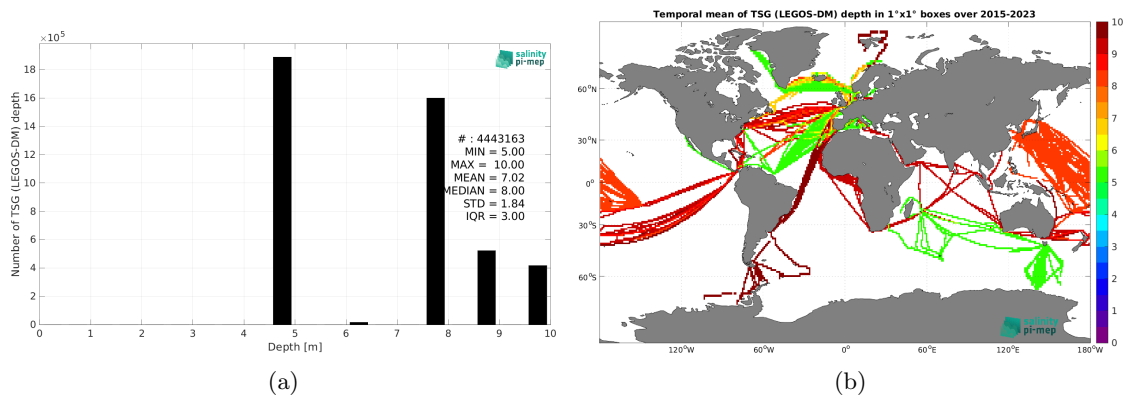 ×10⁵
18
16
14
12
10
8
6
4
2
0
Number of TSG (LEGOS-DM) depth
salinity
pi-mep
# : 4443163
MIN = 5.00
MAX = 10.00
MEAN = 7.02
MEDIAN = 8.00
STD = 1.84
IQR = 3.00
0 1 2 3 4 5 6 7 8 9 10
Depth [m]
(a)
Temporal mean of TSG (LEGOS-DM) depth in 1°x1° boxes over 2015-2023
60°N
30°N
0°
30°S
60°S
120°W 60°W 0° 60°E 120°E 180°W
salinity
pi-mep
10
9
8
7
6
5
4
3
2
1
0
(b)